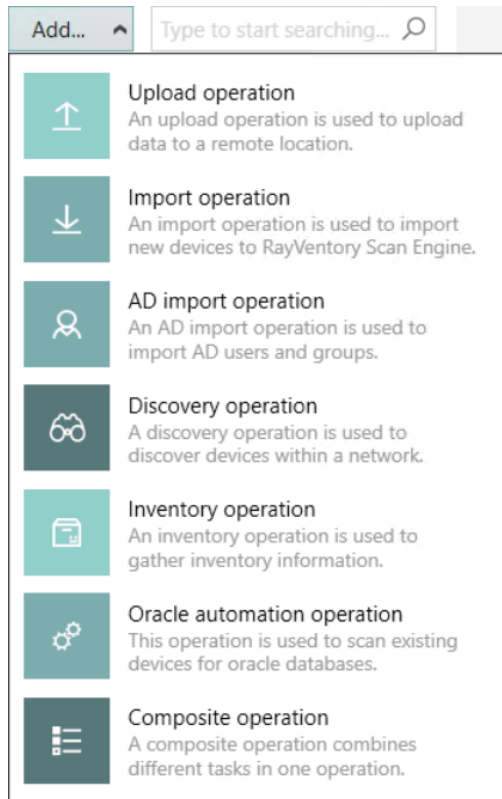 Add...
Type to start searching...
Upload operation
An upload operation is used to upload
data to a remote location.
Import operation
An import operation is used to import
new devices to RayVentory Scan Engine.
AD import operation
An AD import operation is used to
import AD users and groups.
Discovery operation
A discovery operation is used to
discover devices within a network.
Inventory operation
An inventory operation is used to
gather inventory information.
Oracle automation operation
This operation is used to scan existing
devices for oracle databases.
Composite operation
A composite operation combines
different tasks in one operation.